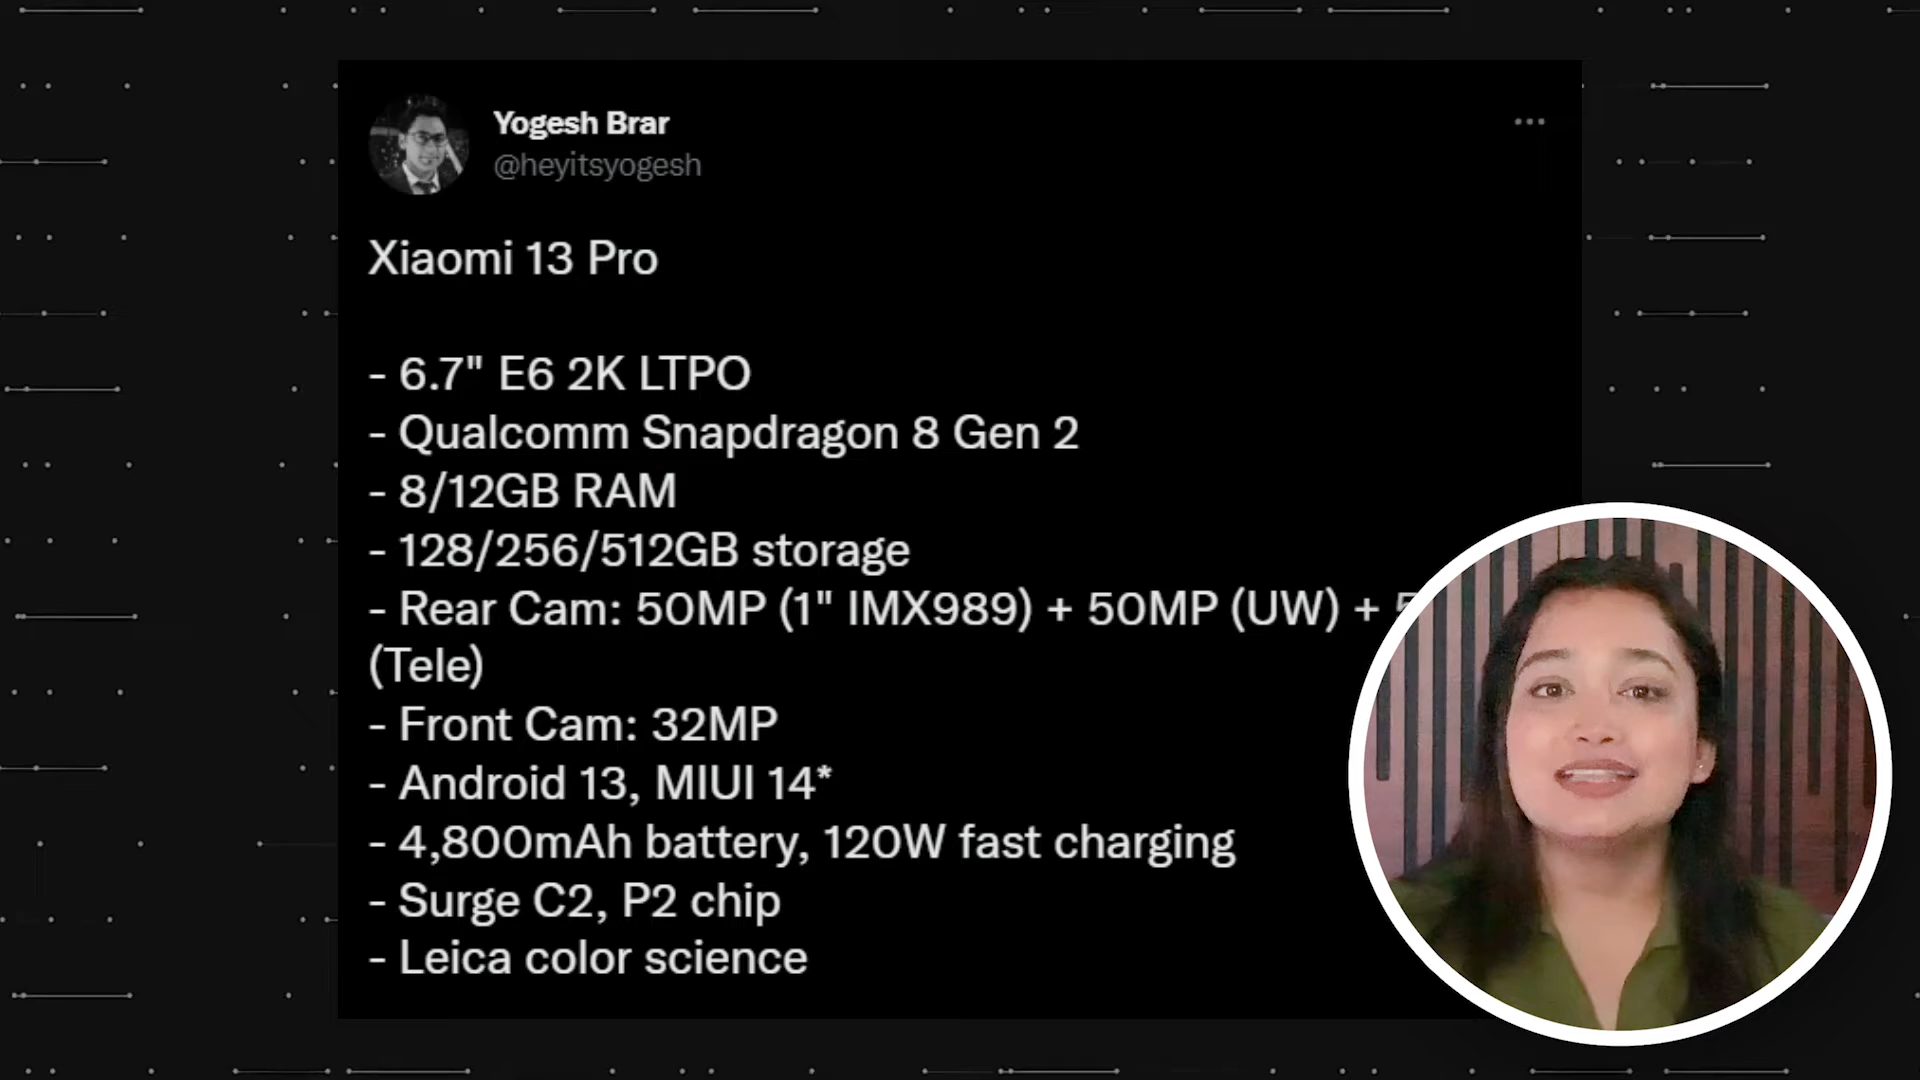 Yogesh Brar
@heyitsyogesh
Xiaomi 13 Pro
- 6.7" E6 2K LTPO
- Qualcomm Snapdragon 8 Gen 2
- 8/12GB RAM
- 128/256/512GB storage
- Rear Cam: 50MP (1" IMX989) + 50MP (UW) +
(Tele)
- Front Cam: 32MP
- Android 13, MIUI 14*
- 4,800mAh battery, 120W fast charging
- Surge C2, P2 chip
- Leica color science